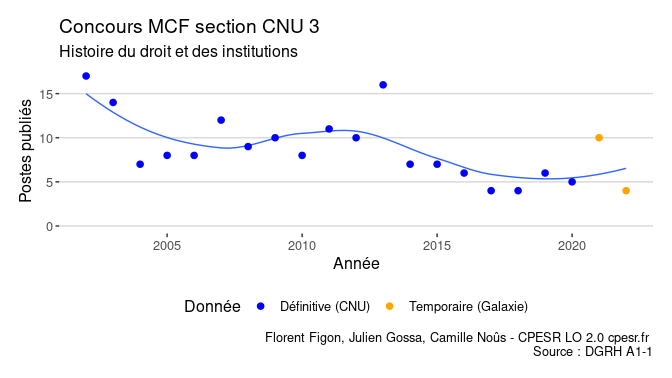 Concours MCF section CNU 3
Histoire du droit et des institutions
Postes publiés
15
10
5
0
2005 2010 2015 2020
Année
Donnée Définitive (CNU) Temporaire (Galaxie)
Florent Figon, Julien Gossa, Camille Noûs - CPESR LO 2.0 cpesr.fr
Source : DGRH A1-1